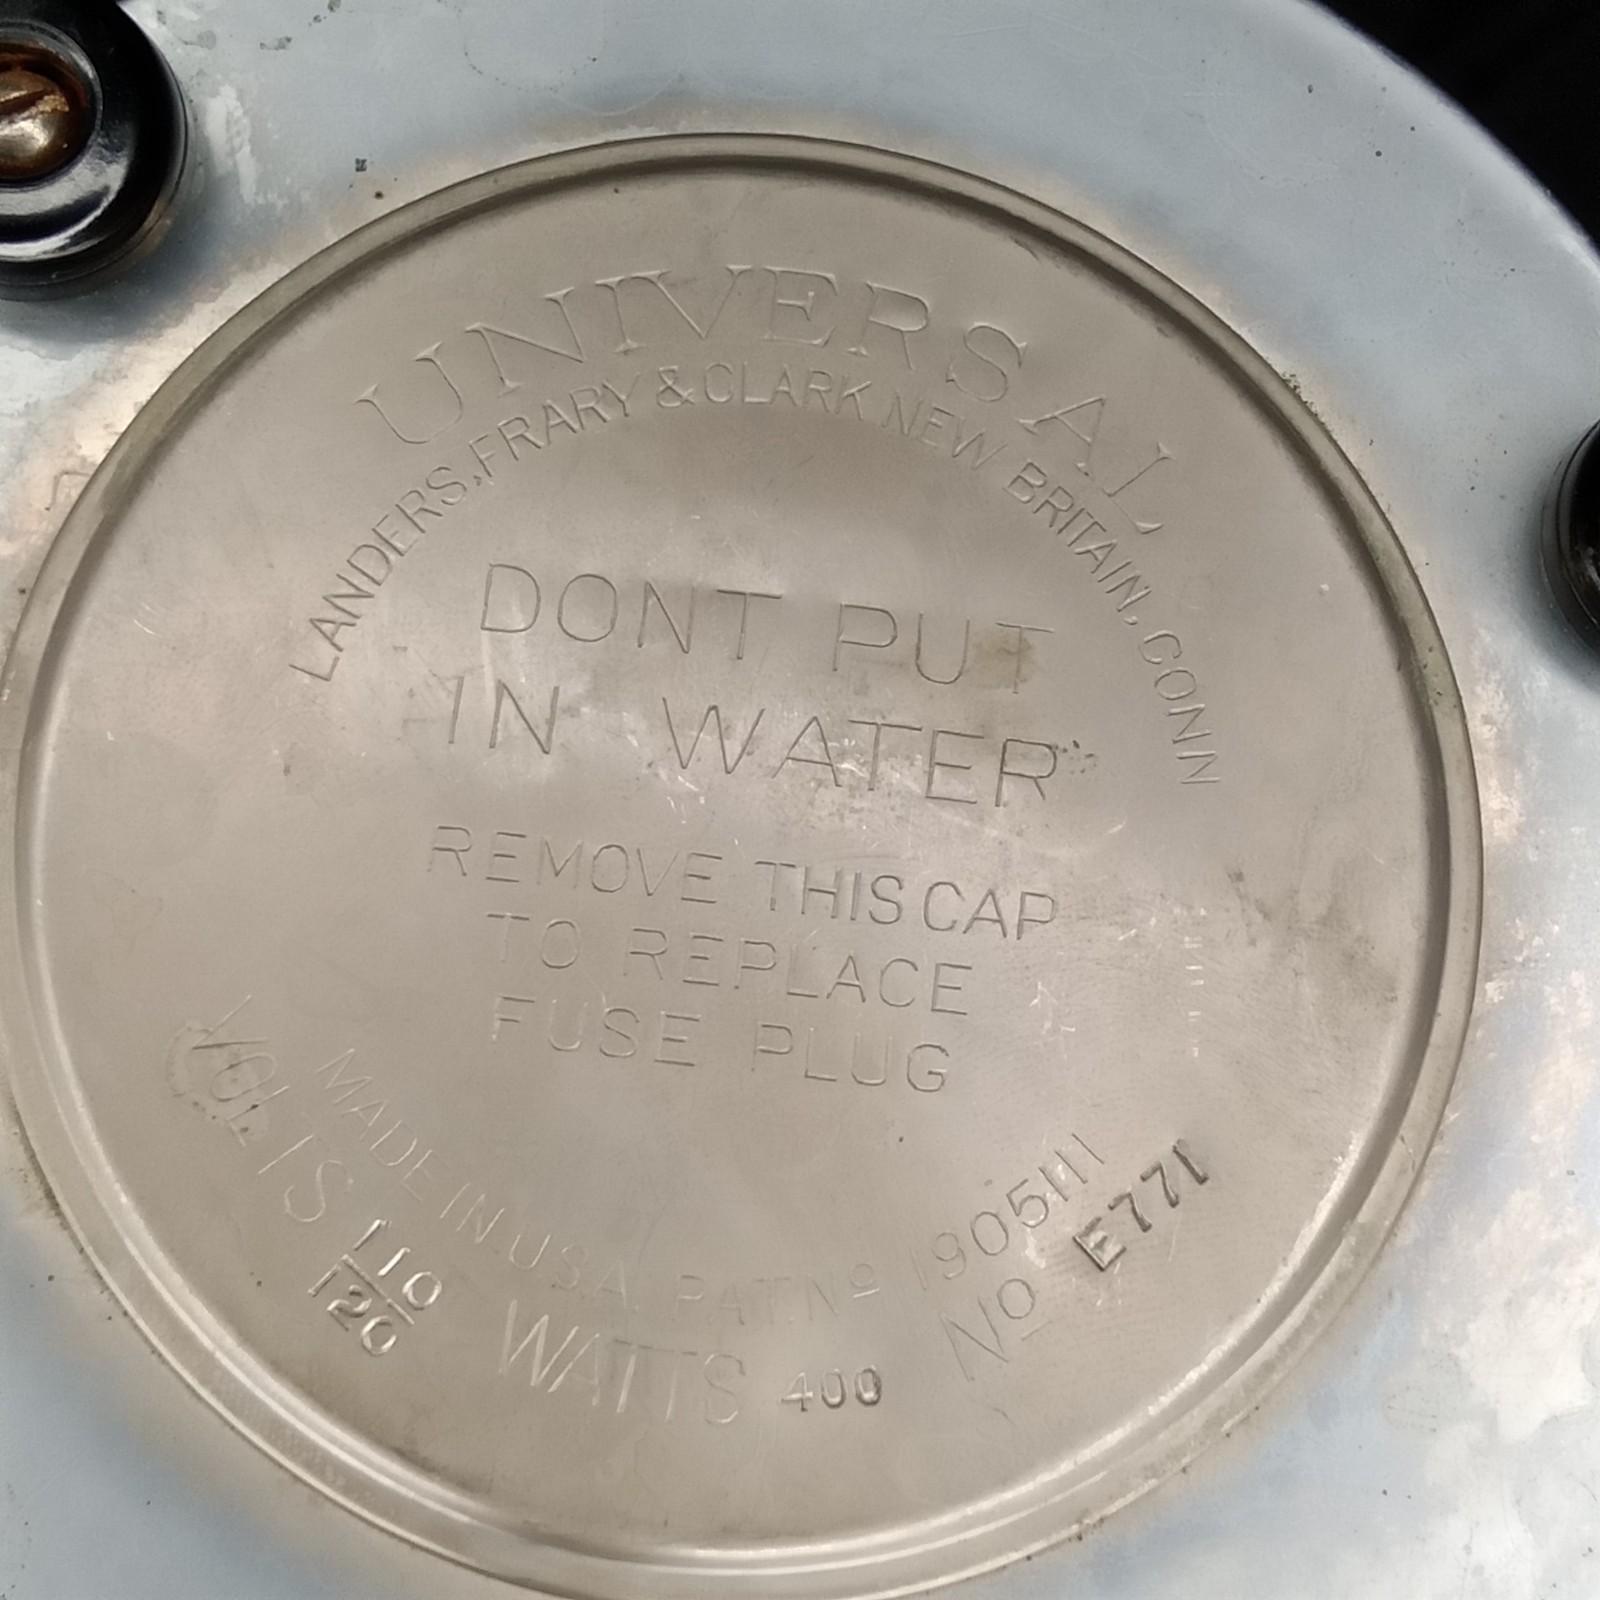 UNIVERSAL
LANDERS, FRARY & CLARK NEW BRITAIN, CONN
DONT PUT
IN WATER
REMOVE THIS CAP
TO REPLACE
FUSE PLUG
MADE IN U.S.A. PAT. No 1905111
VOLTS 110/120 WATTS 400 No E771